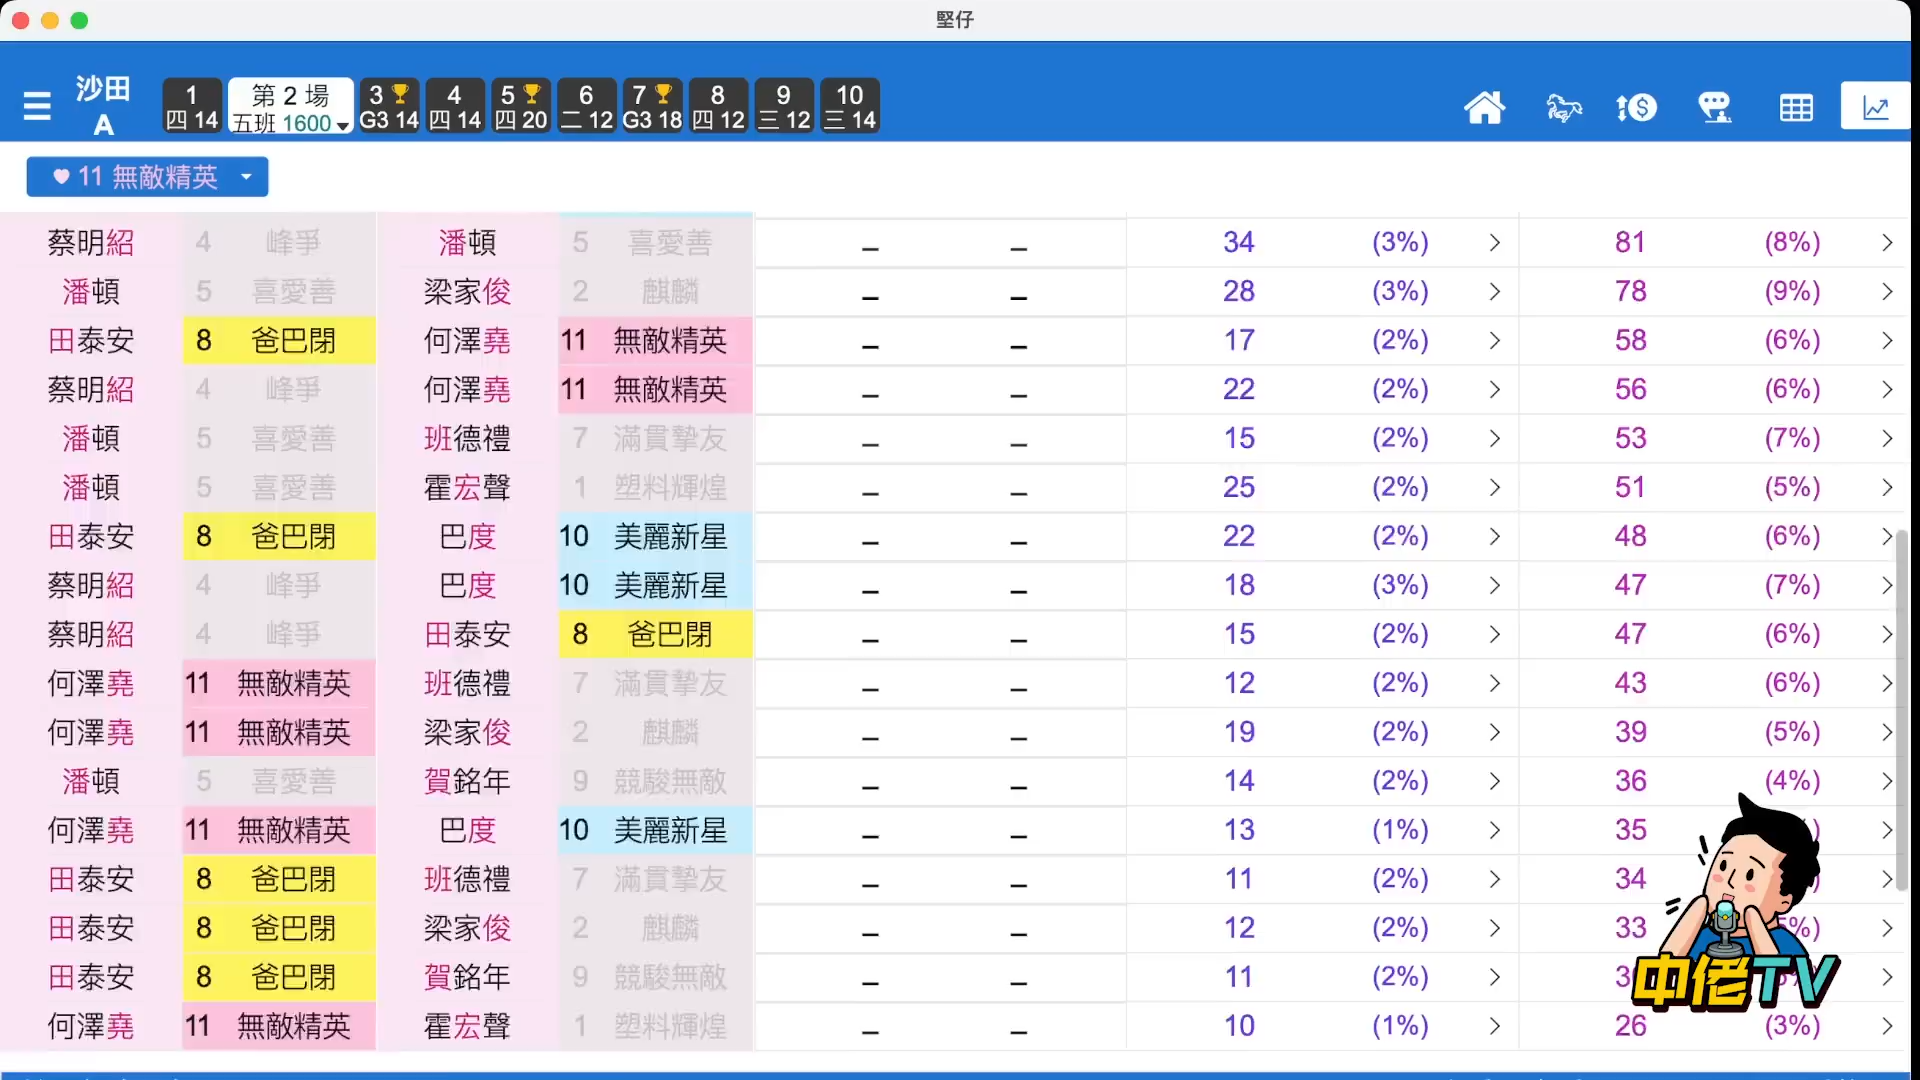 堅仔
沙田 A
1 四 14
第 2 場 五班 1600
3 G3 14
4 四 14
5 四 20
6 二 12
7 G3 18
8 四 12
9 三 12
10 三 14
11 無敵精英
蔡明紹 4 峰爭 潘頓 5 喜愛善 – – 34 (3%) 81 (8%)
潘頓 5 喜愛善 梁家俊 2 麒麟 – – 28 (3%) 78 (9%)
田泰安 8 爸巴閉 何澤堯 11 無敵精英 – – 17 (2%) 58 (6%)
蔡明紹 4 峰爭 何澤堯 11 無敵精英 – – 22 (2%) 56 (6%)
潘頓 5 喜愛善 班德禮 7 滿貫摯友 – – 15 (2%) 53 (7%)
潘頓 5 喜愛善 霍宏聲 1 塑料輝煌 – – 25 (2%) 51 (5%)
田泰安 8 爸巴閉 巴度 10 美麗新星 – – 22 (2%) 48 (6%)
蔡明紹 4 峰爭 巴度 10 美麗新星 – – 18 (3%) 47 (7%)
蔡明紹 4 峰爭 田泰安 8 爸巴閉 – – 15 (2%) 47 (6%)
何澤堯 11 無敵精英 班德禮 7 滿貫摯友 – – 12 (2%) 43 (6%)
何澤堯 11 無敵精英 梁家俊 2 麒麟 – – 19 (2%) 39 (5%)
潘頓 5 喜愛善 賀銘年 9 競駿無敵 – – 14 (2%) 36 (4%)
何澤堯 11 無敵精英 巴度 10 美麗新星 – – 13 (1%) 35
田泰安 8 爸巴閉 班德禮 7 滿貫摯友 – – 11 (2%) 34
田泰安 8 爸巴閉 梁家俊 2 麒麟 – – 12 (2%) 33
田泰安 8 爸巴閉 賀銘年 9 競駿無敵 – – 11 (2%)
何澤堯 11 無敵精英 霍宏聲 1 塑料輝煌 – – 10 (1%) 26 (3%)
中佬TV